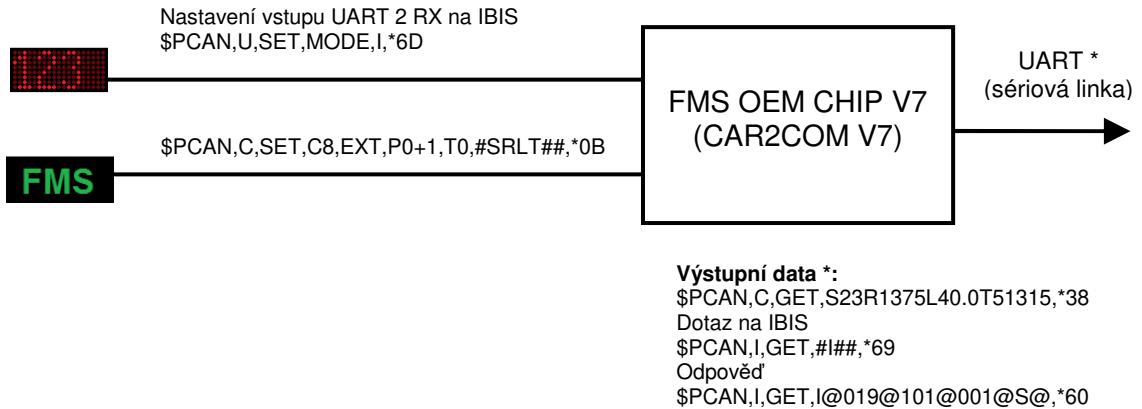 Nastavení vstupu UART 2 RX na IBIS
$PCAN,U,SET,MODE,I,*6D
123
UART *
(sériová linka)
FMS OEM CHIP V7
(CAR2COM V7)
$PCAN,C,SET,C8,EXT,P0+1,T0,#SRLT##,*0B
FMS
Výstupní data *:
$PCAN,C,GET,S23R1375L40.0T51315,*38
Dotaz na IBIS
$PCAN,I,GET,#I##,*69
Odpověď
$PCAN,I,GET,I@019@101@001@S@,*60